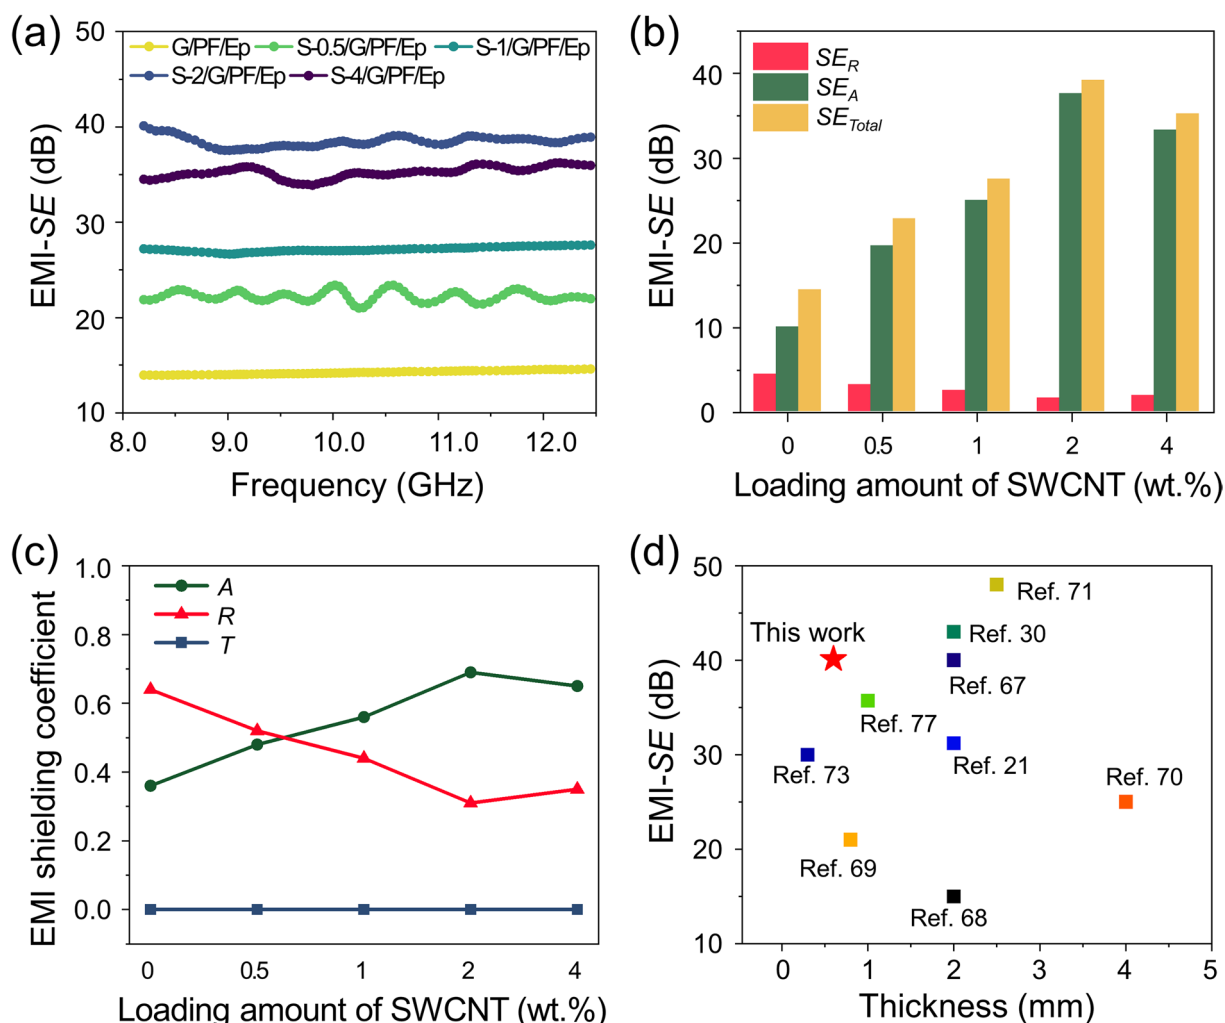 (a)
50
40
30
20
10
EMI-SE (dB)
G/PF/Ep S-0.5/G/PF/Ep S-1/G/PF/Ep
S-2/G/PF/Ep S-4/G/PF/Ep
8.0 9.0 10.0 11.0 12.0
Frequency (GHz)
(b)
40
30
20
10
0
EMI-SE (dB)
SE_R
SE_A
SE_Total
0 0.5 1 2 4
Loading amount of SWCNT (wt.%)
(c)
1.0
0.8
0.6
0.4
0.2
0.0
EMI shielding coefficient
A
R
T
0 0.5 1 2 4
Loading amount of SWCNT (wt.%)
(d)
50
40
30
20
10
EMI-SE (dB)
Ref. 71
This work
Ref. 30
Ref. 67
Ref. 77
Ref. 73
Ref. 21
Ref. 70
Ref. 69
Ref. 68
0 1 2 3 4 5
Thickness (mm)